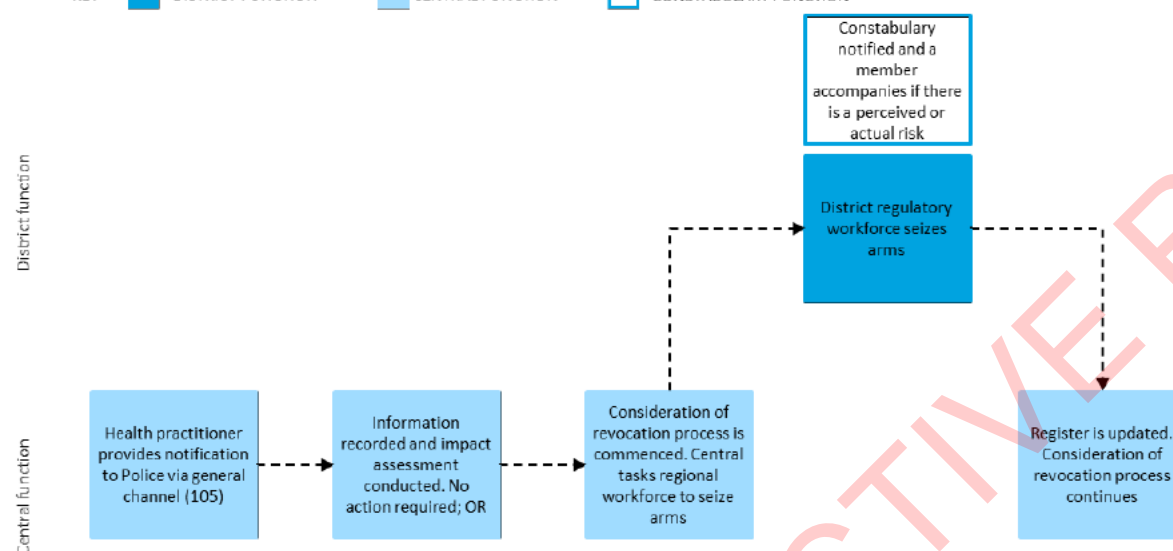 Constabulary
notified and a
member
accompanies if there
is a perceived or
actual risk
District function
District regulatory
workforce seizes
arms
Central function
Health practitioner
provides notification
to Police via general
channel (105)
Information
recorded and impact
assessment
conducted. No
action required; OR
Consideration of
revocation process is
commenced. Central
tasks regional
workforce to seize
arms
Register is updated.
Consideration of
revocation process
continues